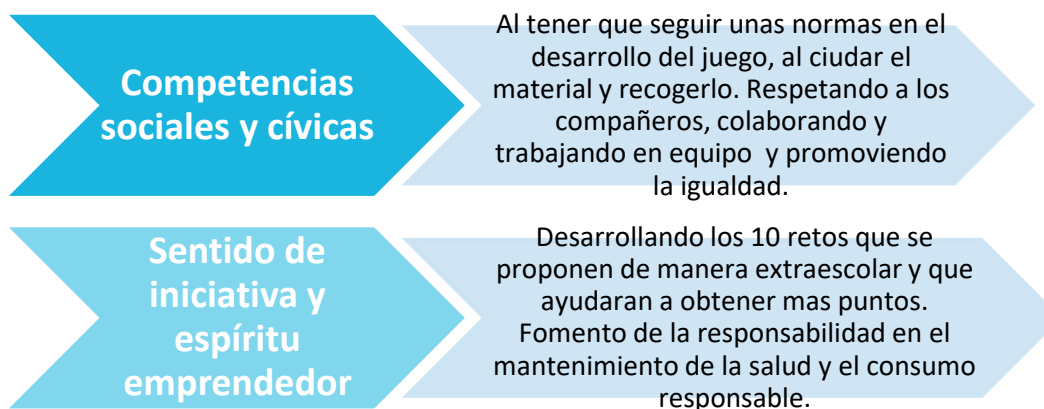 Competencias
sociales y cívicas
Al tener que seguir unas normas en el
desarrollo del juego, al ciudar el
material y recogerlo. Respetando a los
compañeros, colaborando y
trabajando en equipo y promoviendo
la igualdad.
Sentido de
iniciativa y
espíritu
emprendedor
Desarrollando los 10 retos que se
proponen de manera extraescolar y que
ayudaran a obtener mas puntos.
Fomento de la responsabilidad en el
mantenimiento de la salud y el consumo
responsable.